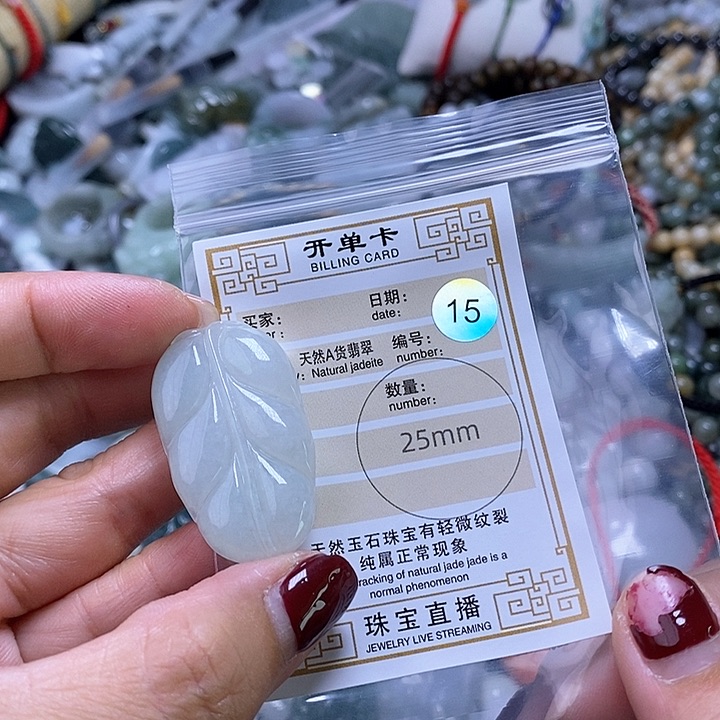 开单卡
BILLING CARD
日期：
date：
15
买家：
天然A货翡翠
Natural jadeite
编号：
number：
数量：
number：
25mm
天然玉石珠宝有轻微纹裂
纯属正常现象
racking of natural jade jade is a
normal phenomenon
珠宝直播
JEWELRY LIVE STREAMING